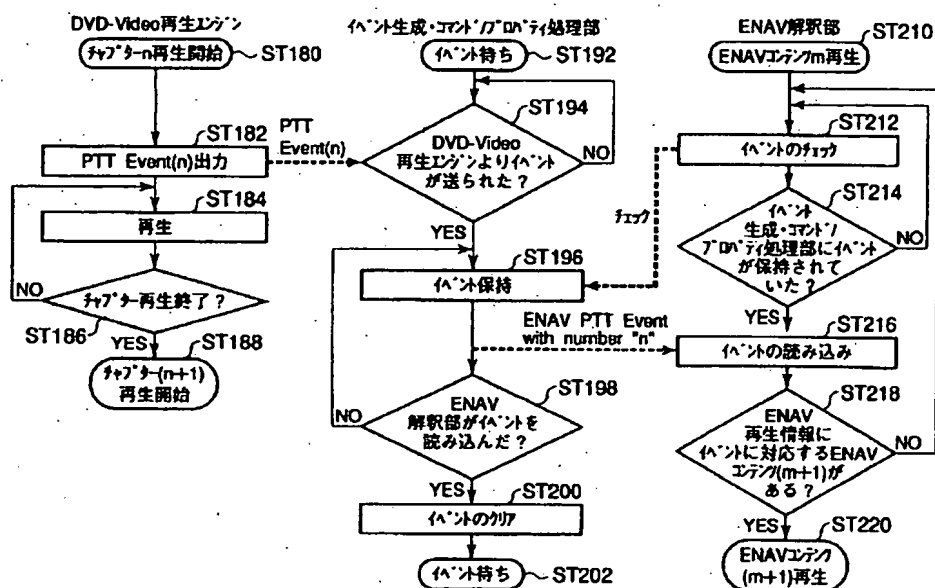 DVD-Video再生エンジン
チャプターn再生開始
ST180
ST182
PTT Event(n)出力
PTT
Event(n)
ST184
再生
NO
チャプター再生終了?
ST186
YES
ST188
チャプター(n+1)
再生開始
イベント生成・コマンド/プロパティ処理部
イベント待ち
ST192
ST194
DVD-Video
再生エンジンよりイベント
が送られた?
NO
YES
ST196
イベント保持
ENAV PTT Event
with number "n"
ST198
NO
ENAV
解釈部がイベントを
読み込んだ?
YES
ST200
イベントのクリア
イベント待ち
ST202
ENAV解釈部
ST210
ENAVコンテンツm再生
ST212
イベントのチェック
チェック
ST214
イベント
生成・コマンド/
プロパティ処理部にイベント
が保持されて
いた?
NO
YES
ST216
イベントの読み込み
ST218
ENAV
再生情報に
イベントに対応するENAV
コンテンツ(m+1)が
ある?
NO
YES
ST220
ENAVコンテンツ
(m+1)再生